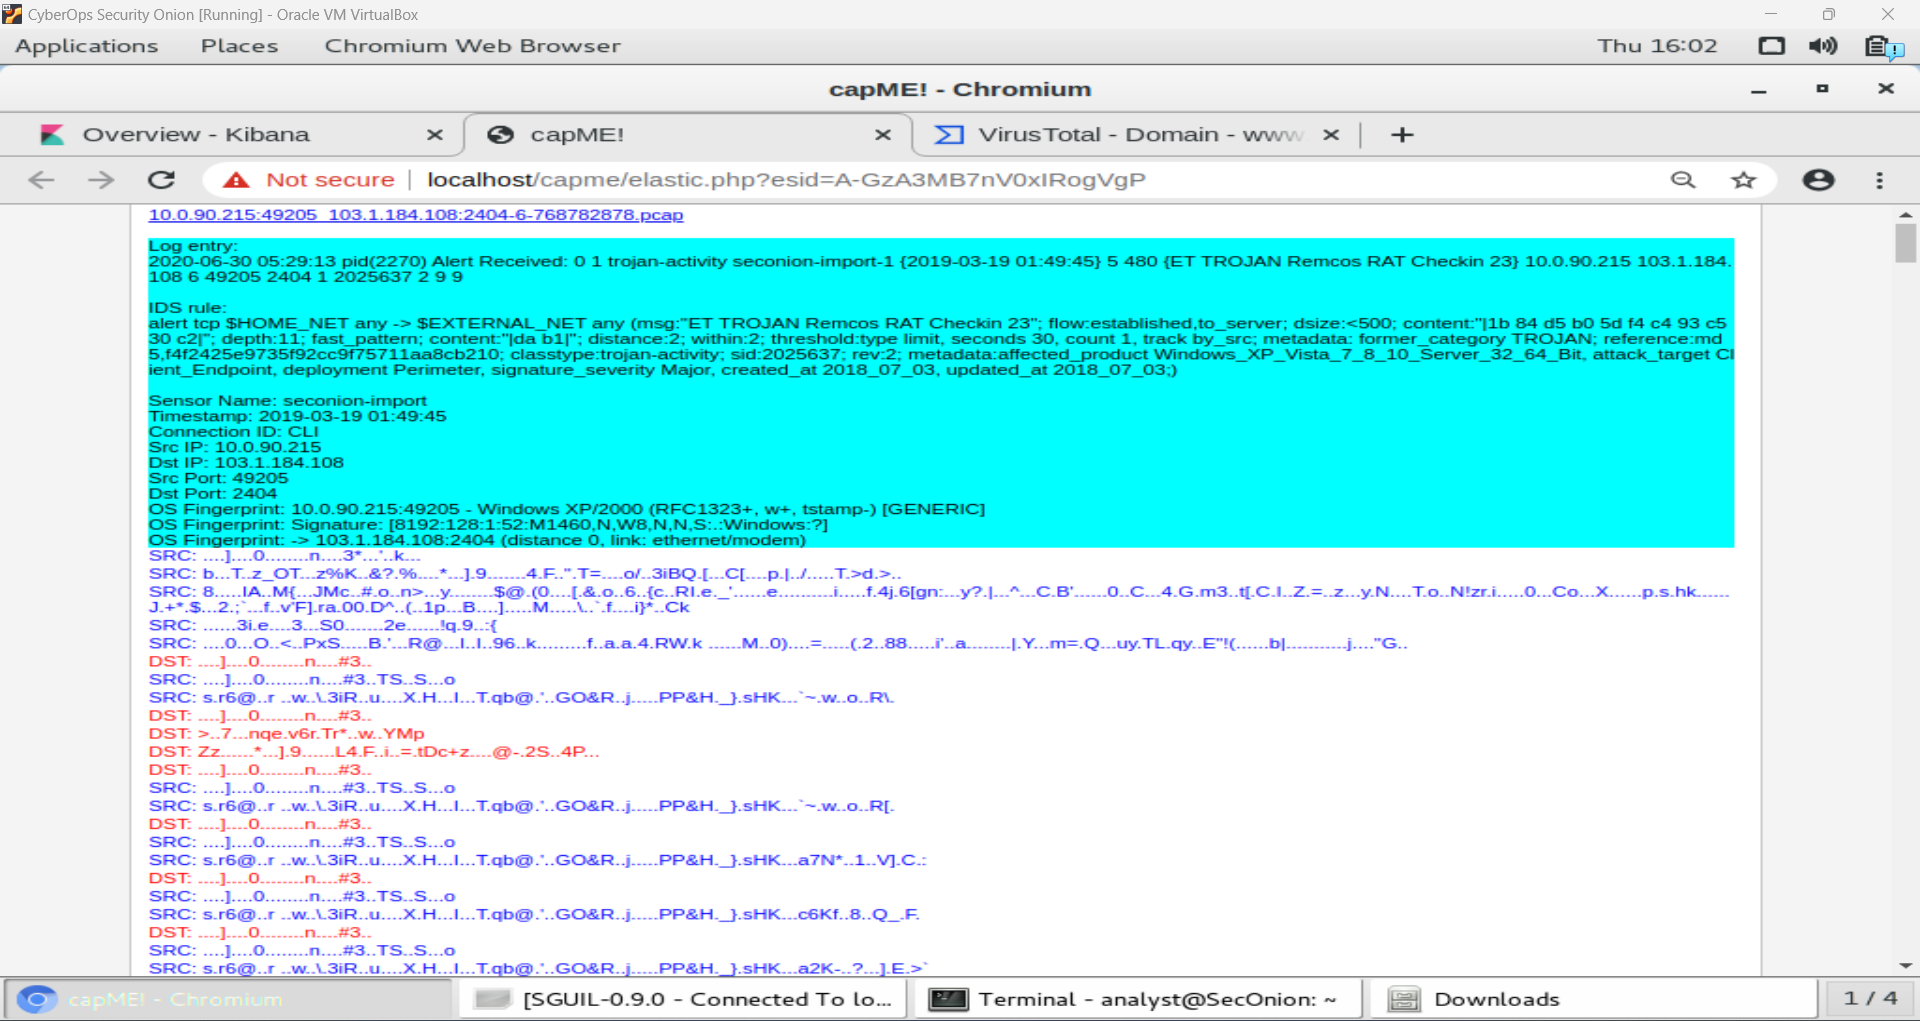 CyberOps Security Onion [Running] - Oracle VM VirtualBox
Applications Places Chromium Web Browser Thu 16:02
capME! - Chromium
Overview - Kibana capME! VirusTotal - Domain - www
Not secure localhost/capme/elastic.php?esid=A-GzA3MB7nV0xIRogVgP
10.0.90.215:49205_103.1.184.108:2404-6-768782878.pcap
Log entry:
2020-06-30 05:29:13 pid(2270) Alert Received: 0 1 trojan-activity seconion-import-1 {2019-03-19 01:49:45} 5 480 {ET TROJAN Remcos RAT Checkin 23} 10.0.90.215 103.1.184.
108 6 49205 2404 1 2025637 2 9 9
IDS rule:
alert tcp $HOME_NET any -> $EXTERNAL_NET any (msg:"ET TROJAN Remcos RAT Checkin 23"; flow:established,to_server; dsize:<500; content:"|1b 84 d5 b0 5d f4 c4 93 c5
30 c2|"; depth:11; fast_pattern; content:"|da b1|"; distance:2; within:2; threshold:type limit, seconds 30, count 1, track by_src; metadata: former_category TROJAN; reference:md
5,f4f2425e9735f92cc9f75711aa8cb210; classtype:trojan-activity; sid:2025637; rev:2; metadata:affected_product Windows_XP_Vista_7_8_10_Server_32_64_Bit, attack_target Cl
ient_Endpoint, deployment Perimeter, signature_severity Major, created_at 2018_07_03, updated_at 2018_07_03;)
Sensor Name: seconion-import
Timestamp: 2019-03-19 01:49:45
Connection ID: CLI
Src IP: 10.0.90.215
Dst IP: 103.1.184.108
Src Port: 49205
Dst Port: 2404
OS Fingerprint: 10.0.90.215:49205 - Windows XP/2000 (RFC1323+, w+, tstamp-) [GENERIC]
OS Fingerprint: Signature: [8192:128:1:52:M1460,N,W8,N,N,S:.:Windows:?]
OS Fingerprint: -> 103.1.184.108:2404 (distance 0, link: ethernet/modem)
SRC: ....]....0........n....3*...'..k...
SRC: b...T..z_OT...z%K..&?.%....*...].9.......4.F..".T=....o/..3iBQ.[...C[....p.|../.....T.>d.>..
SRC: 8.....IA..M{...JMc..#.o..n>...y........$@.(0....[.&.o..6..{c..RI.e._'......e..........i.....f.4j.6[gn:...y?.|...^...C.B'......0..C...4.G.m3..t[.C.I..Z.=..z...y.N....T.o..N!zr.i.....0...Co...X......p.s.hk......
J.+*.$...2.;`...f..v'F].ra.00.D^..(..1p...B....].....M.....\..`.f....i}*..Ck
SRC: ......3i.e....3...S0.......2e......!q.9..:{
SRC: ....0...O..<..PxS.....B.'...R@...I..I..96..k.........f..a.a.4.RW.k ......M..0)....=.....(.2..88.....i'..a........|.Y...m=.Q...uy.TL.qy..E"!(......b|...........j...."G..
DST: ....]....0........n....#3..
SRC: ....]....0........n....#3..TS..S...o
SRC: s.r6@..r ..w..\.3iR..u....X.H...I...T.qb@.'..GO&R..j.....PP&H._}.sHK...`~.w..o..R\.
DST: ....]....0........n....#3..
DST: >..7...nqe.v6r.Tr*..w..YMp
DST: Zz......*...].9......L4.F..i..=.tDc+z....@-.2S..4P...
DST: ....]....0........n....#3..
SRC: ....]....0........n....#3..TS..S...o
SRC: s.r6@..r ..w..\.3iR..u....X.H...I...T.qb@.'..GO&R..j.....PP&H._}.sHK...`~.w..o..R[.
DST: ....]....0........n....#3..
SRC: ....]....0........n....#3..TS..S...o
SRC: s.r6@..r ..w..\.3iR..u....X.H...I...T.qb@.'..GO&R..j.....PP&H._}.sHK...a7N*..1..V].C.:
DST: ....]....0........n....#3..
SRC: ....]....0........n....#3..TS..S...o
SRC: s.r6@..r ..w..\.3iR..u....X.H...I...T.qb@.'..GO&R..j.....PP&H._}.sHK...c6Kf..8..Q_.F.
DST: ....]....0........n....#3..
SRC: ....]....0........n....#3..TS..S...o
SRC: s.r6@..r ..w..\.3iR..u....X.H...I...T.qb@.'..GO&R..j.....PP&H._}.sHK...a2K-..?...].E.>`
capME! - Chromium [SGUIL-0.9.0 - Connected To lo... Terminal - analyst@SecOnion: ~ Downloads 1 / 4